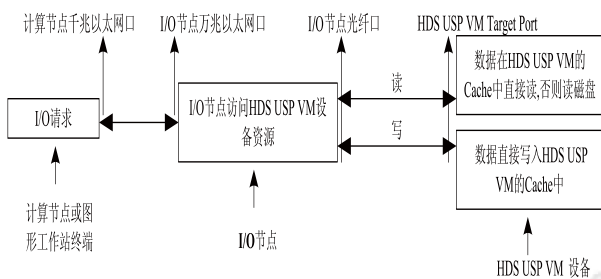 计算节点千兆以太网口
I/O节点万兆以太网口
I/O节点光纤口
HDS USP VM Target Port
I/O请求
I/O节点访问HDS USP VM设
备资源
读
写
数据在HDS USP VM的
Cache中直接读,否则读磁盘
数据直接写入HDS USP
VM的Cache中
计算节点或图
形工作站终端
I/O节点
HDS USP VM 设备